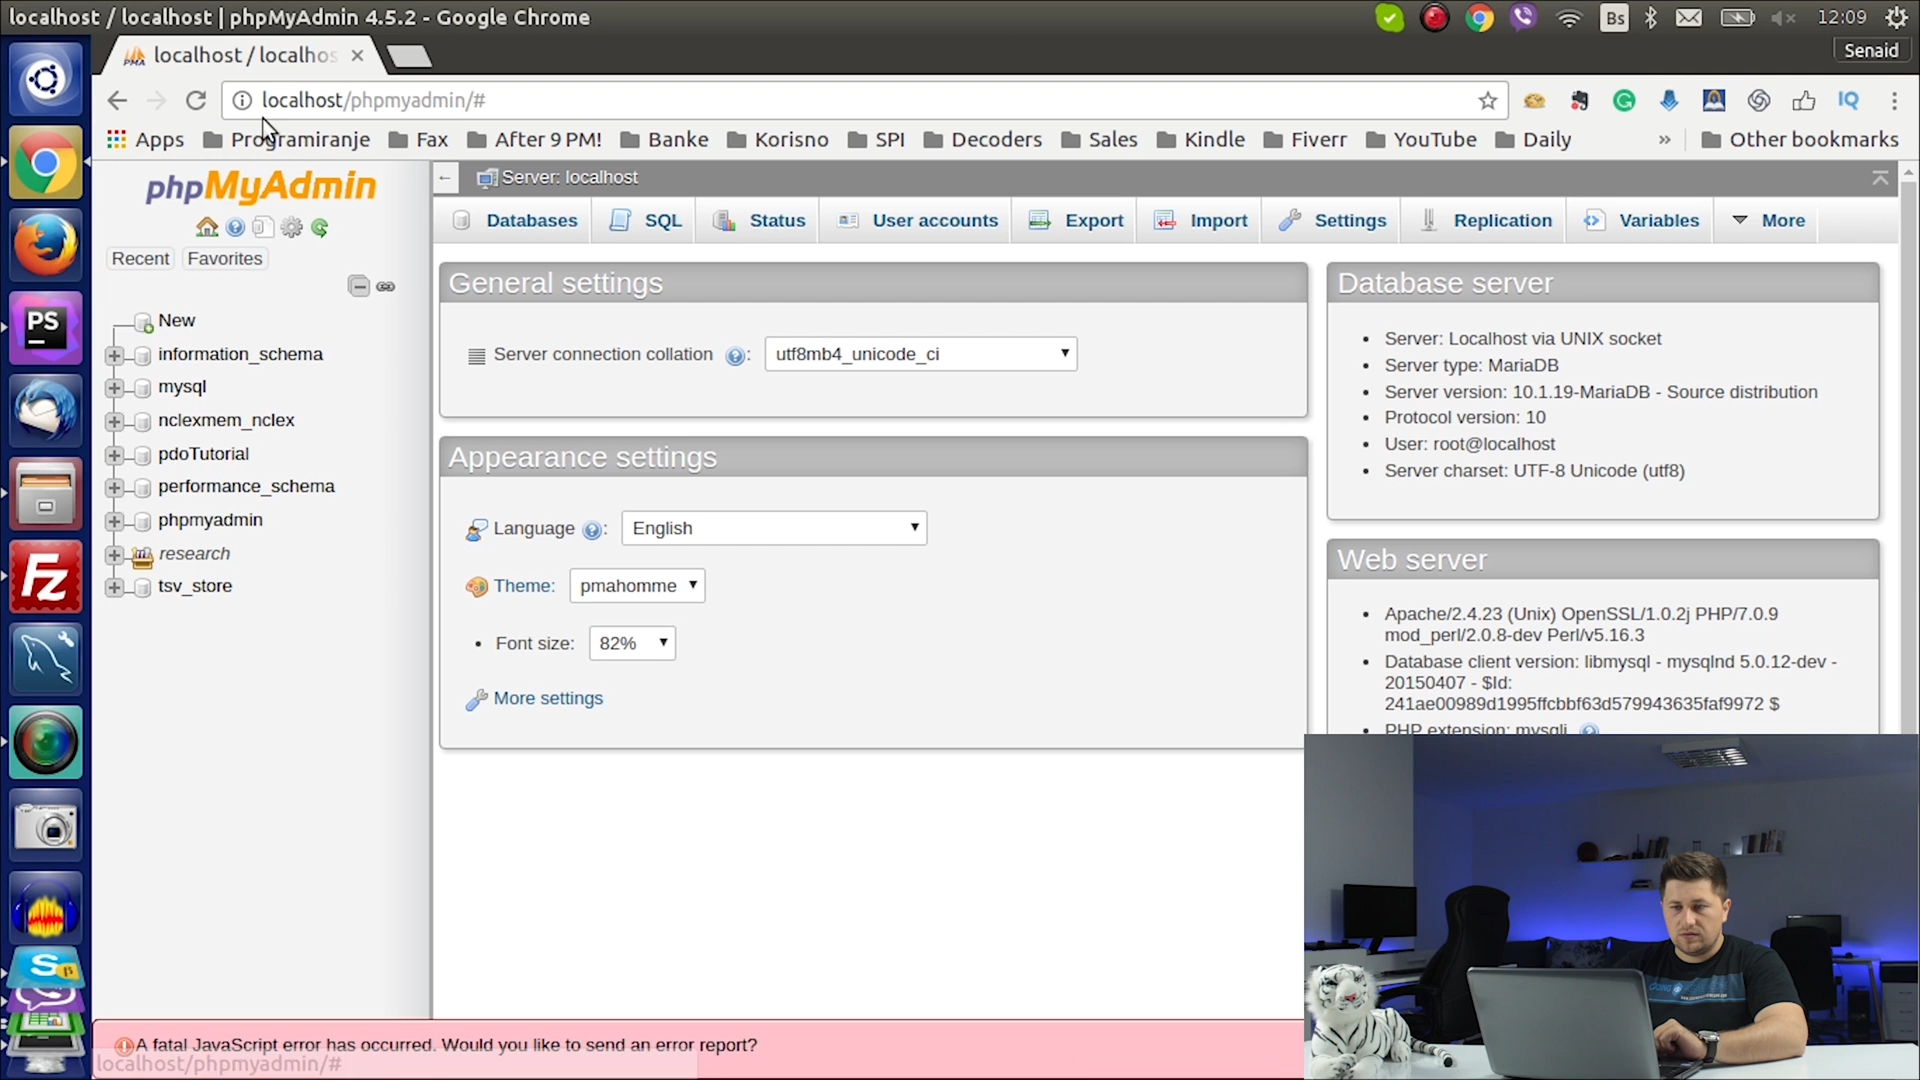 localhost / localhost | phpMyAdmin 4.5.2 - Google Chrome
Bs
12:09
localhost / localhos
Senaid
localhost/phpmyadmin/#
IQ
Apps
Programiranje
Fax
After 9 PM!
Banke
Korisno
SPI
Decoders
Sales
Kindle
Fiverr
YouTube
Daily
»
Other bookmarks
phpMyAdmin
Recent
Favorites
New
information_schema
mysql
nclexmem_nclex
pdoTutorial
performance_schema
phpmyadmin
research
tsv_store
Server: localhost
Databases
SQL
Status
User accounts
Export
Import
Settings
Replication
Variables
More
General settings
Server connection collation :
utf8mb4_unicode_ci
Appearance settings
Language :
English
Theme:
pmahomme
Font size:
82%
More settings
Database server
Server: Localhost via UNIX socket
Server type: MariaDB
Server version: 10.1.19-MariaDB - Source distribution
Protocol version: 10
User: root@localhost
Server charset: UTF-8 Unicode (utf8)
Web server
Apache/2.4.23 (Unix) OpenSSL/1.0.2j PHP/7.0.9
mod_perl/2.0.8-dev Perl/v5.16.3
Database client version: libmysql - mysqlnd 5.0.12-dev -
20150407 - $Id:
241ae00989d1995ffcbbf63d579943635faf9972 $
PHP extension: mysqli
A fatal JavaScript error has occurred. Would you like to send an error report?
localhost/phpmyadmin/#
PS
Fz
S
PMA